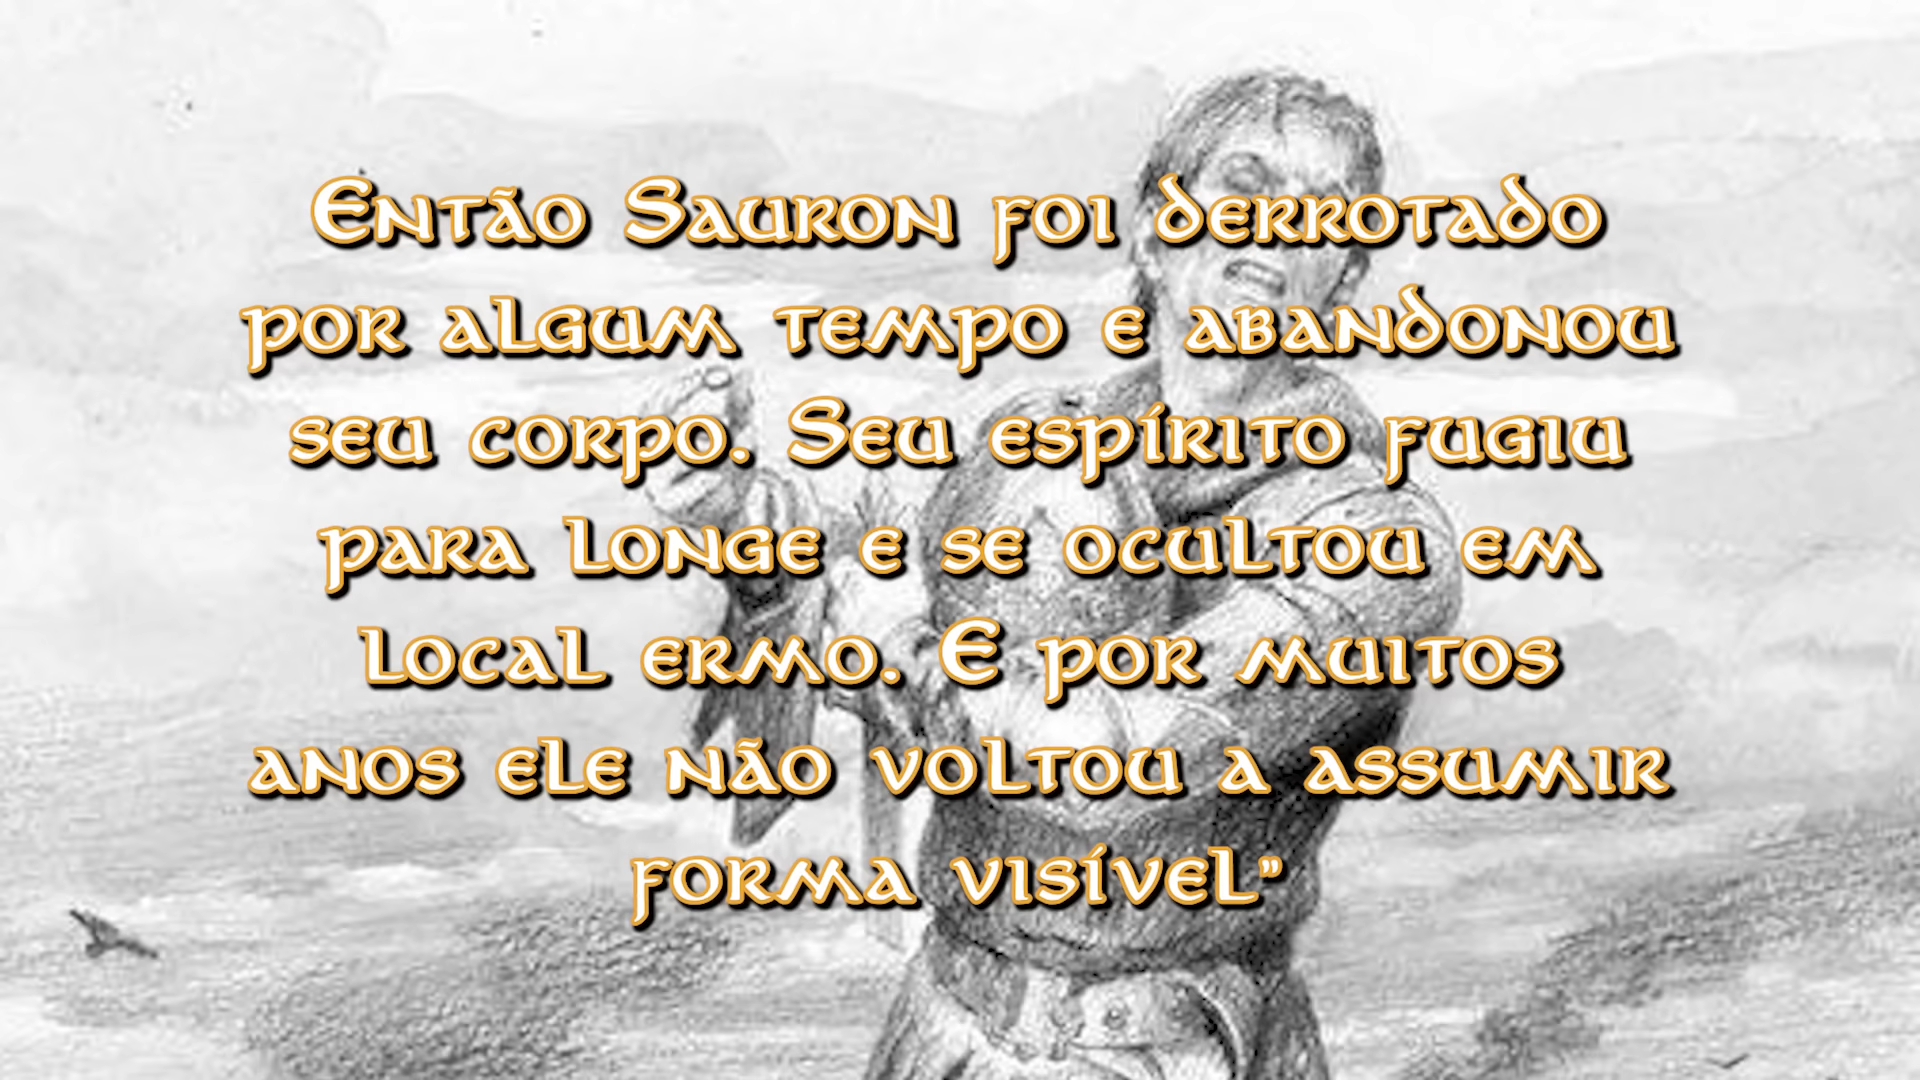 Então Sauron foi derrotado
por algum tempo e abandonou
seu corpo. Seu espírito fugiu
para longe e se ocultou em
local ermo. E por muitos
anos ele não voltou a assumir
forma visível”